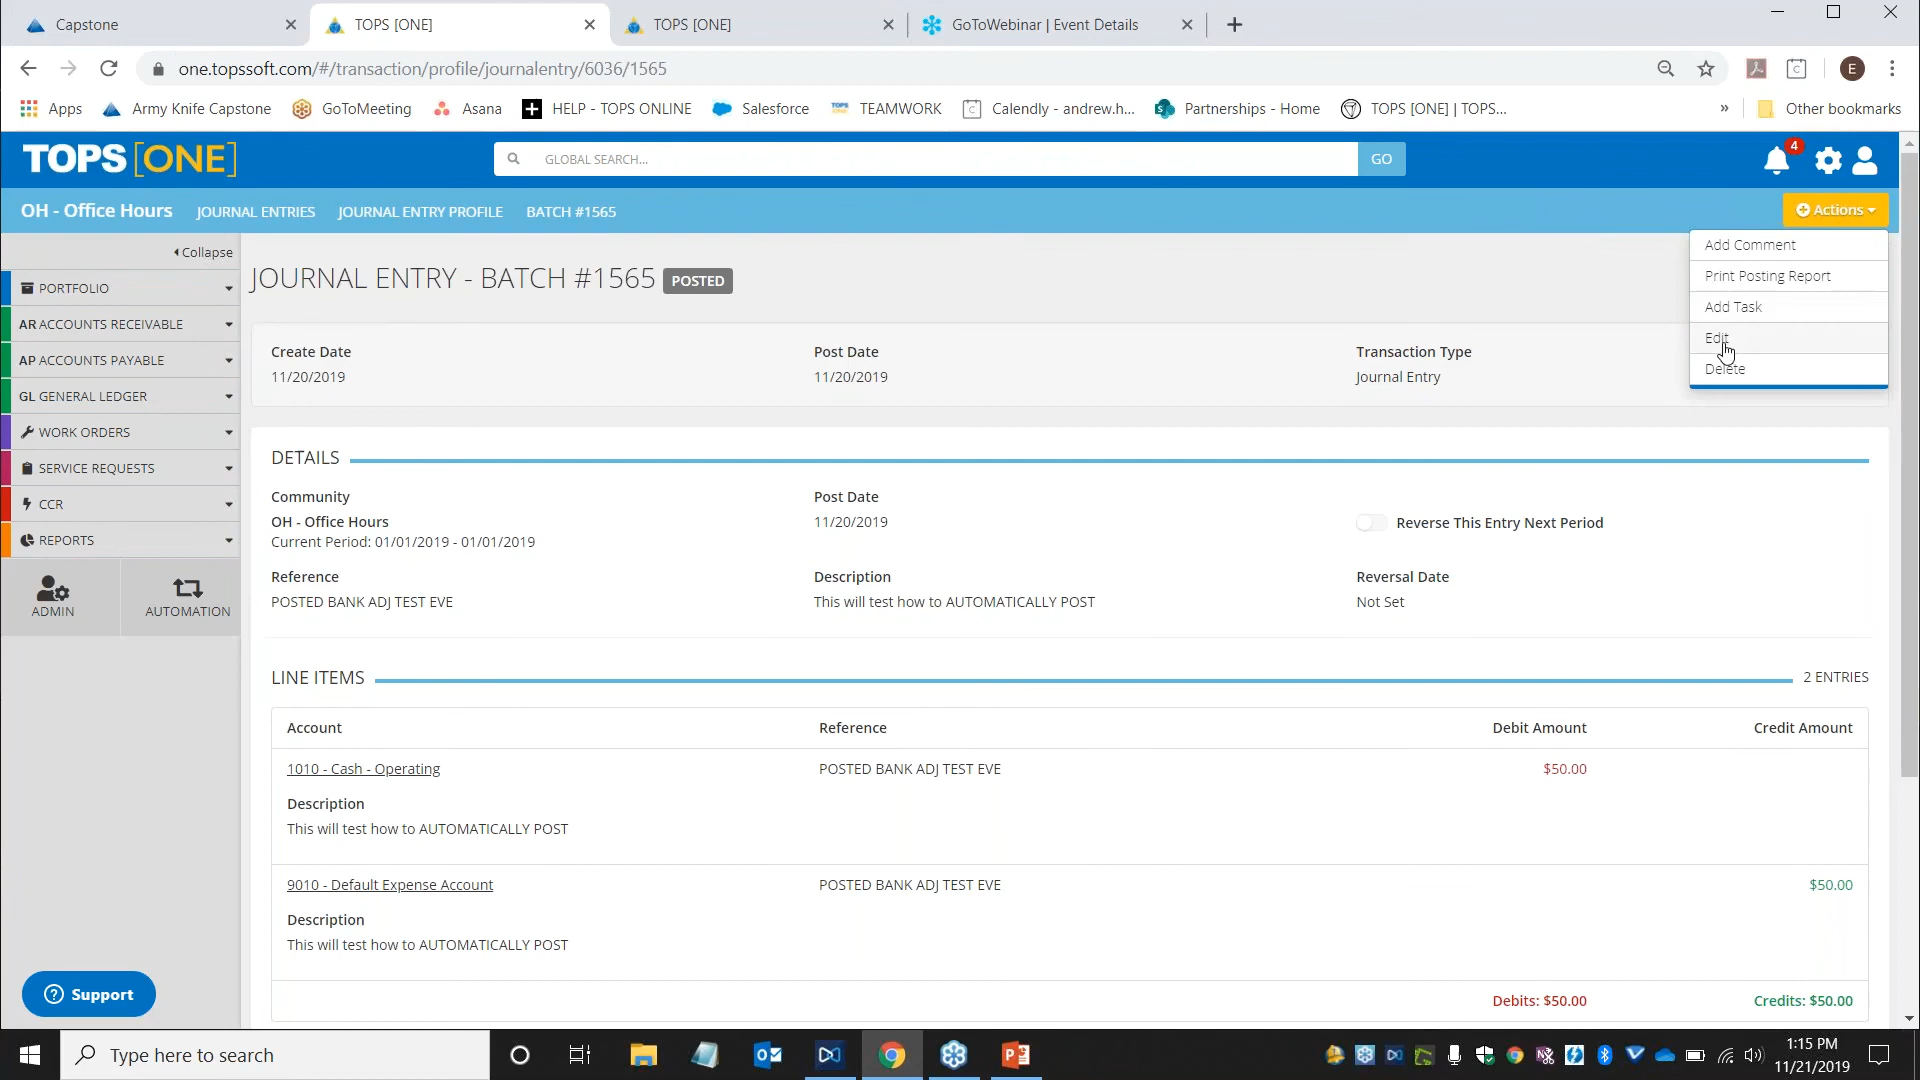 Capstone
TOPS [ONE]
TOPS [ONE]
GoToWebinar | Event Details
one.topssoft.com/#/transaction/profile/journalentry/6036/1565
E
Apps
Army Knife Capstone
GoToMeeting
Asana
HELP - TOPS ONLINE
Salesforce
TEAMWORK
Calendly - andrew.h...
Partnerships - Home
TOPS [ONE] | TOPS...
»
Other bookmarks
TOPS [ONE]
GLOBAL SEARCH...
GO
4
OH - Office Hours
JOURNAL ENTRIES
JOURNAL ENTRY PROFILE
BATCH #1565
Actions
Add Comment
Print Posting Report
Add Task
Edit
Delete
Collapse
PORTFOLIO
AR ACCOUNTS RECEIVABLE
AP ACCOUNTS PAYABLE
GL GENERAL LEDGER
WORK ORDERS
SERVICE REQUESTS
CCR
REPORTS
ADMIN
AUTOMATION
JOURNAL ENTRY - BATCH #1565 POSTED
Create Date
11/20/2019
Post Date
11/20/2019
Transaction Type
Journal Entry
DETAILS
Community
OH - Office Hours
Current Period: 01/01/2019 - 01/01/2019
Post Date
11/20/2019
Reverse This Entry Next Period
Reference
POSTED BANK ADJ TEST EVE
Description
This will test how to AUTOMATICALLY POST
Reversal Date
Not Set
LINE ITEMS
2 ENTRIES
Account Reference Debit Amount Credit Amount
1010 - Cash - Operating POSTED BANK ADJ TEST EVE $50.00
Description
This will test how to AUTOMATICALLY POST
9010 - Default Expense Account POSTED BANK ADJ TEST EVE $50.00
Description
This will test how to AUTOMATICALLY POST
Debits: $50.00 Credits: $50.00
Support
Type here to search
1:15 PM
11/21/2019